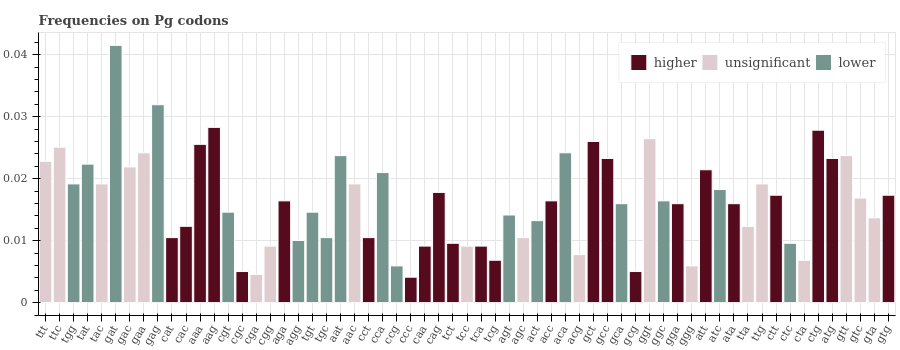 Frequencies on Pg codons
higher unsignificant lower
0.04
0.03
0.02
0.01
0
ttt ttc tgg tat tac gat gac gaa gag cat cac aaa aag cgt cgc cga cgg aga agg tgt tgc aat aac cct cca ccg ccc caa cag tct tcc tca tcg agt agc act acc aca acg gct gcc gca gcg ggt ggc gga ggg att atc ata tta ttg ctt ctc cta ctg atg gtt gtc gta gtg